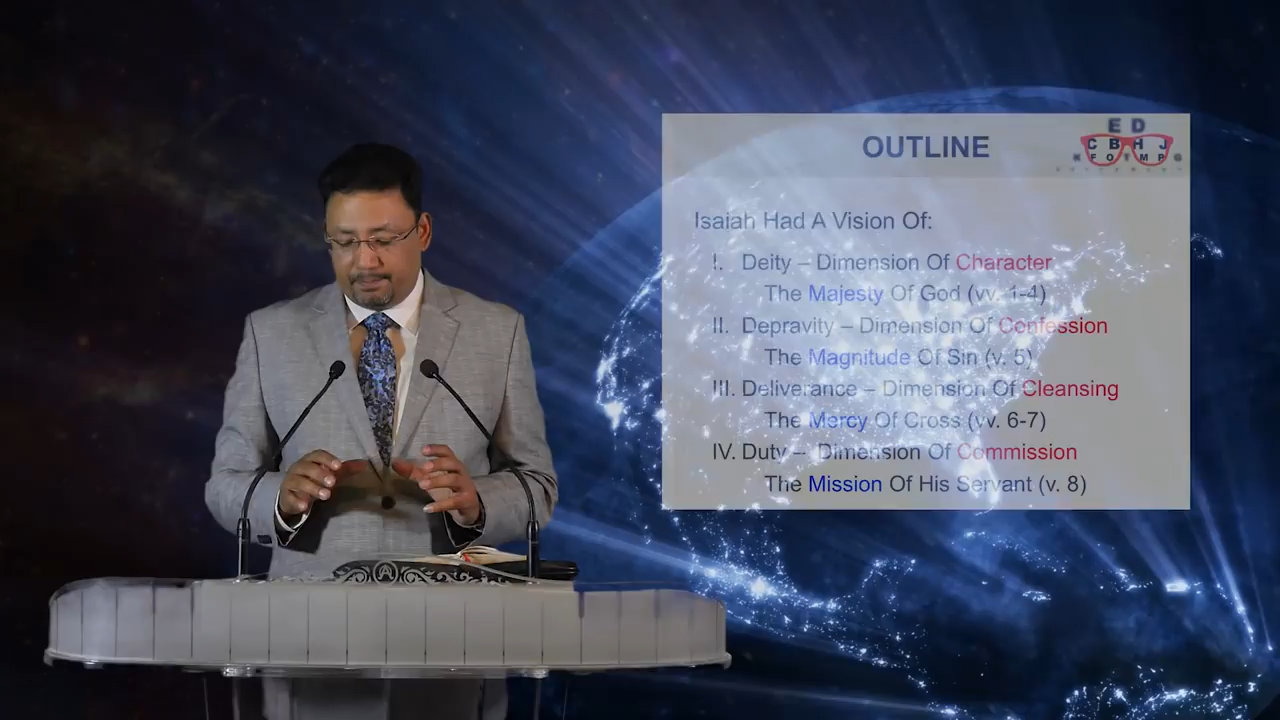 OUTLINE
E D
C B H J
F O T M P
Isaiah Had A Vision Of:
I. Deity – Dimension Of Character
The Majesty Of God (vv. 1-4)
II. Depravity – Dimension Of Confession
The Magnitude Of Sin (v. 5)
III. Deliverance – Dimension Of Cleansing
The Mercy Of Cross (vv. 6-7)
IV. Duty – Dimension Of Commission
The Mission Of His Servant (v. 8)